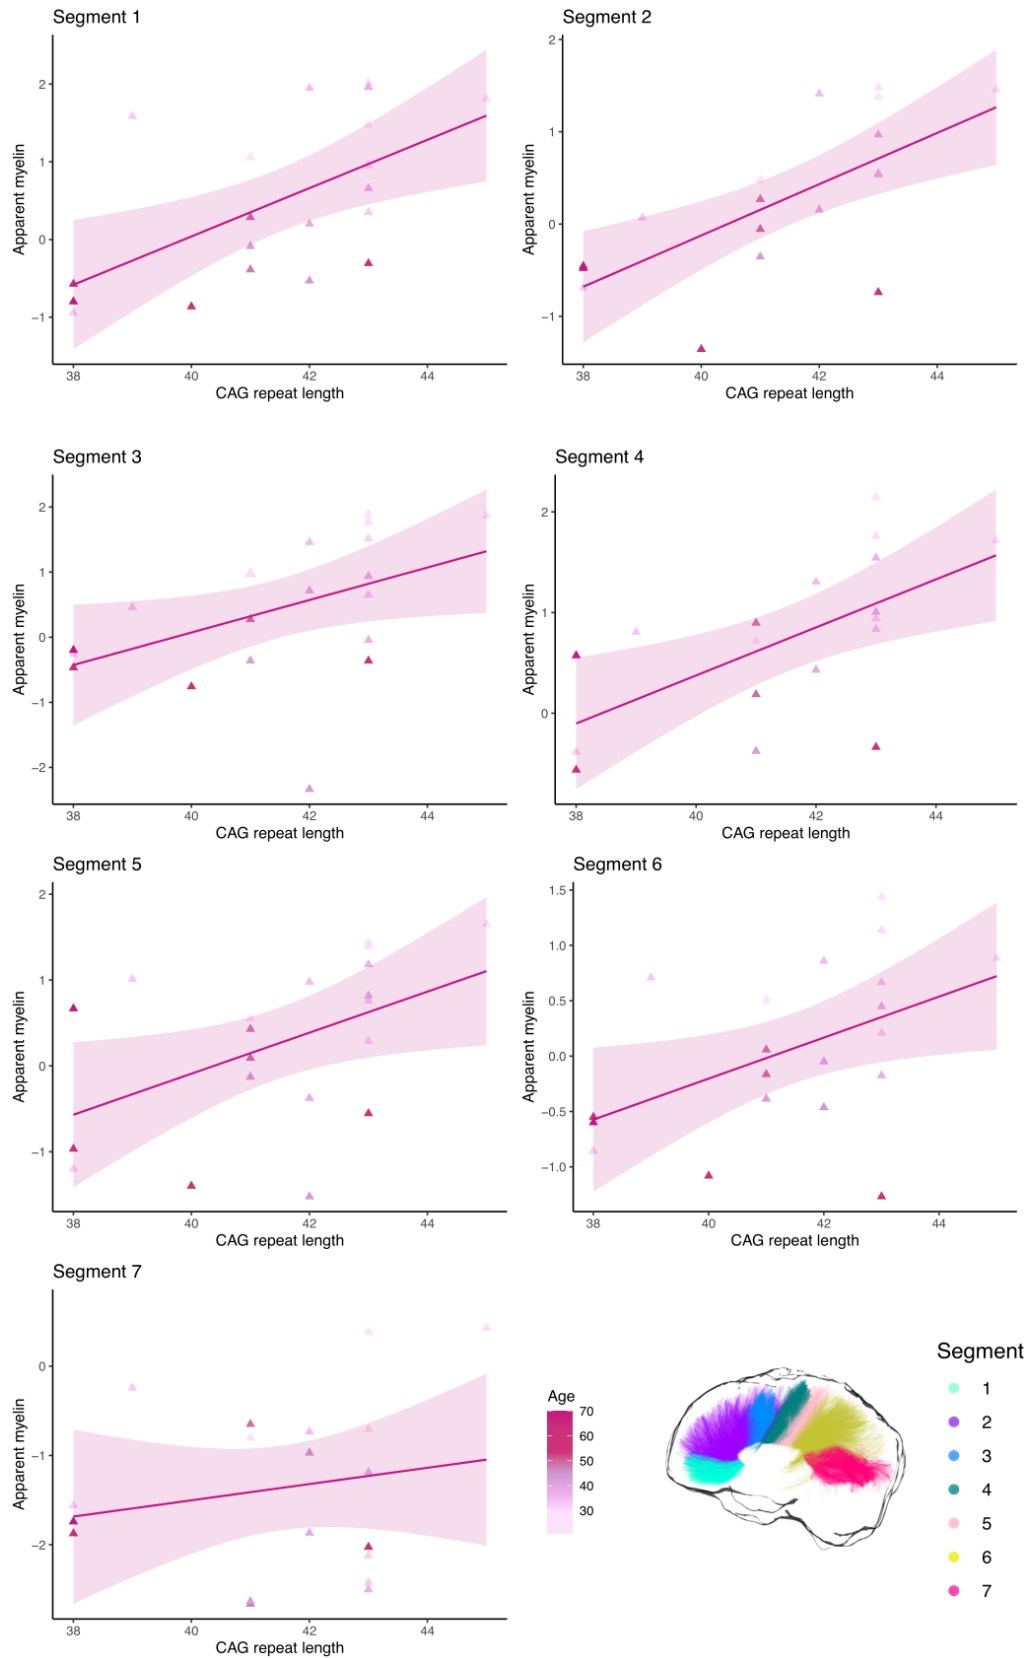 Segment 1
Apparent myelin
2
1
0
−1
38 40 42 44
CAG repeat length
Segment 2
Apparent myelin
2
1
0
−1
38 40 42 44
CAG repeat length
Segment 3
Apparent myelin
2
1
0
−1
−2
38 40 42 44
CAG repeat length
Segment 4
Apparent myelin
2
1
0
38 40 42 44
CAG repeat length
Segment 5
Apparent myelin
2
1
0
−1
38 40 42 44
CAG repeat length
Segment 6
Apparent myelin
1.5
1.0
0.5
0.0
−0.5
−1.0
38 40 42 44
CAG repeat length
Segment 7
Apparent myelin
0
−1
−2
38 40 42 44
CAG repeat length
Age
70
60
50
40
30
Segment
1
2
3
4
5
6
7